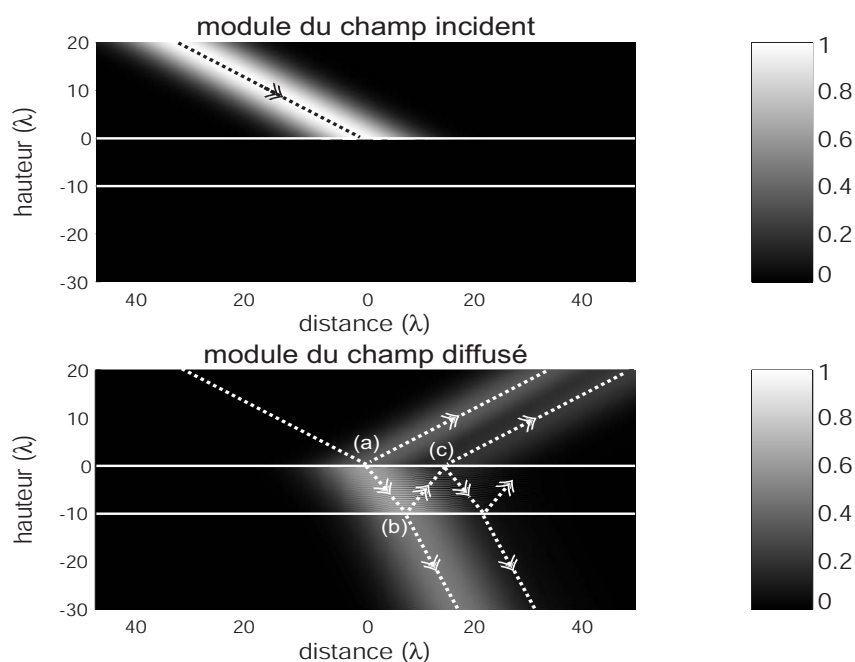 module du champ incident
20
10
0
-10
-20
-30
hauteur (λ)
40 20 0 20 40
distance (λ)
1
0.8
0.6
0.4
0.2
0
module du champ diffusé
20
10
0
-10
-20
-30
hauteur (λ)
(a)
(c)
(b)
40 20 0 20 40
distance (λ)
1
0.8
0.6
0.4
0.2
0